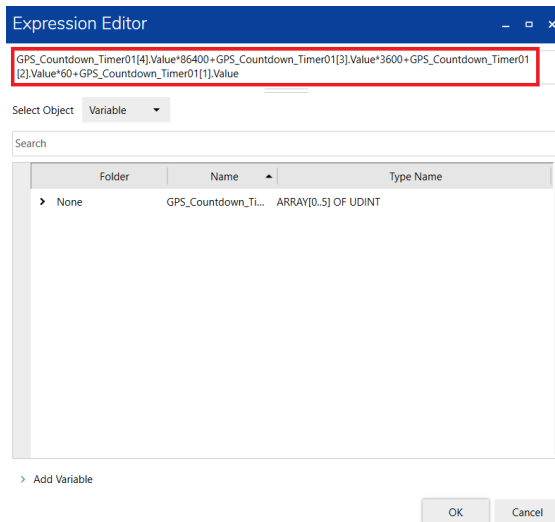 Expression Editor
GPS_Countdown_Timer01[4].Value*86400+GPS_Countdown_Timer01[3].Value*3600+GPS_Countdown_Timer01
[2].Value*60+GPS_Countdown_Timer01[1].Value
Select Object Variable
Search
Folder Name Type Name
None GPS_Countdown_Ti... ARRAY[0..5] OF UDINT
Add Variable
OK Cancel